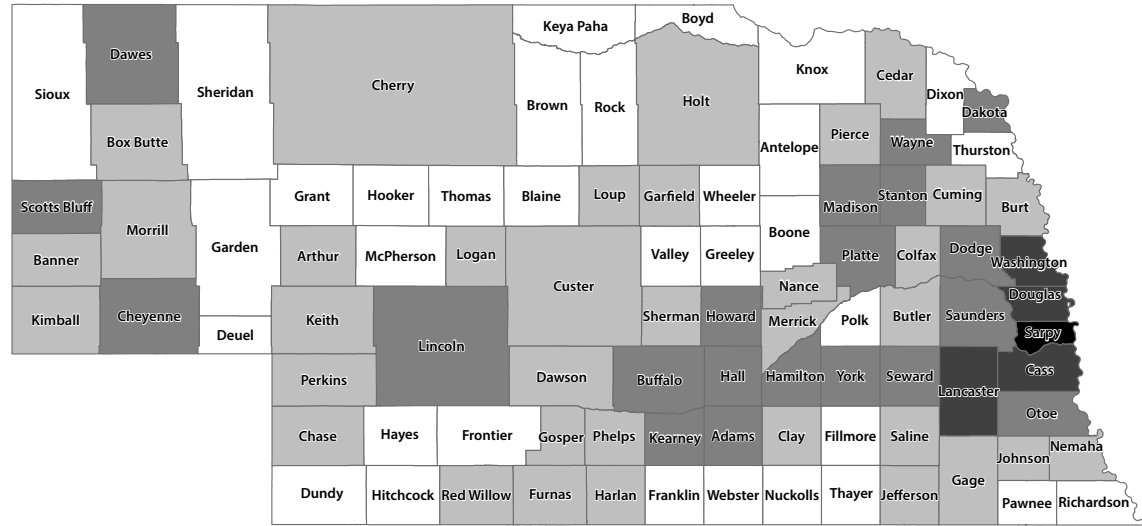 Boyd
Keya Paha
Dawes
Knox
Cedar
Cherry
Sioux
Sheridan
Dixon
Holt
Brown
Rock
Dakota
Pierce
Box Butte
Wayne
Antelope
Thurston
Grant
Hooker
Thomas
Blaine
Loup
Garfield
Wheeler
Stanton
Cuming
Scotts Bluff
Madison
Burt
Morrill
Boone
Garden
Dodge
Banner
Arthur
McPherson
Logan
Valley
Greeley
Platte
Colfax
Washington
Custer
Nance
Douglas
Kimball
Cheyenne
Keith
Sherman
Howard
Merrick
Polk
Butler
Saunders
Deuel
Sarpy
Lincoln
Cass
Perkins
Dawson
Buffalo
Hall
Hamilton
York
Seward
Lancaster
Otoe
Chase
Hayes
Frontier
Gosper
Phelps
Kearney
Adams
Clay
Fillmore
Saline
Nemaha
Johnson
Gage
Dundy
Hitchcock
Red Willow
Furnas
Harlan
Franklin
Webster
Nuckolls
Thayer
Jefferson
Pawnee
Richardson